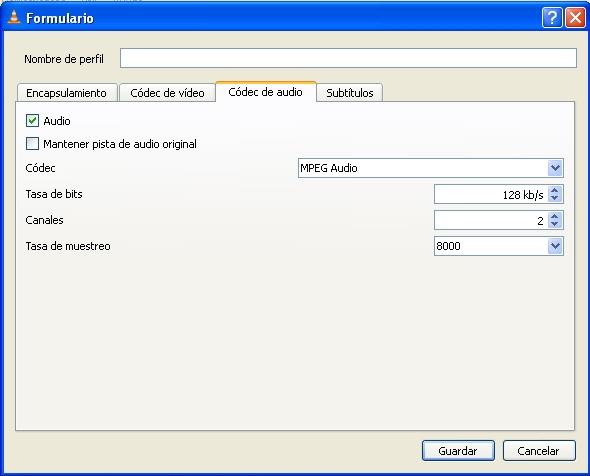 Formulario
Nombre de perfil
Encapsulamiento
Códec de vídeo
Códec de audio
Subtítulos
Audio
Mantener pista de audio original
Códec MPEG Audio
Tasa de bits 128 kb/s
Canales 2
Tasa de muestreo 8000
Guardar Cancelar